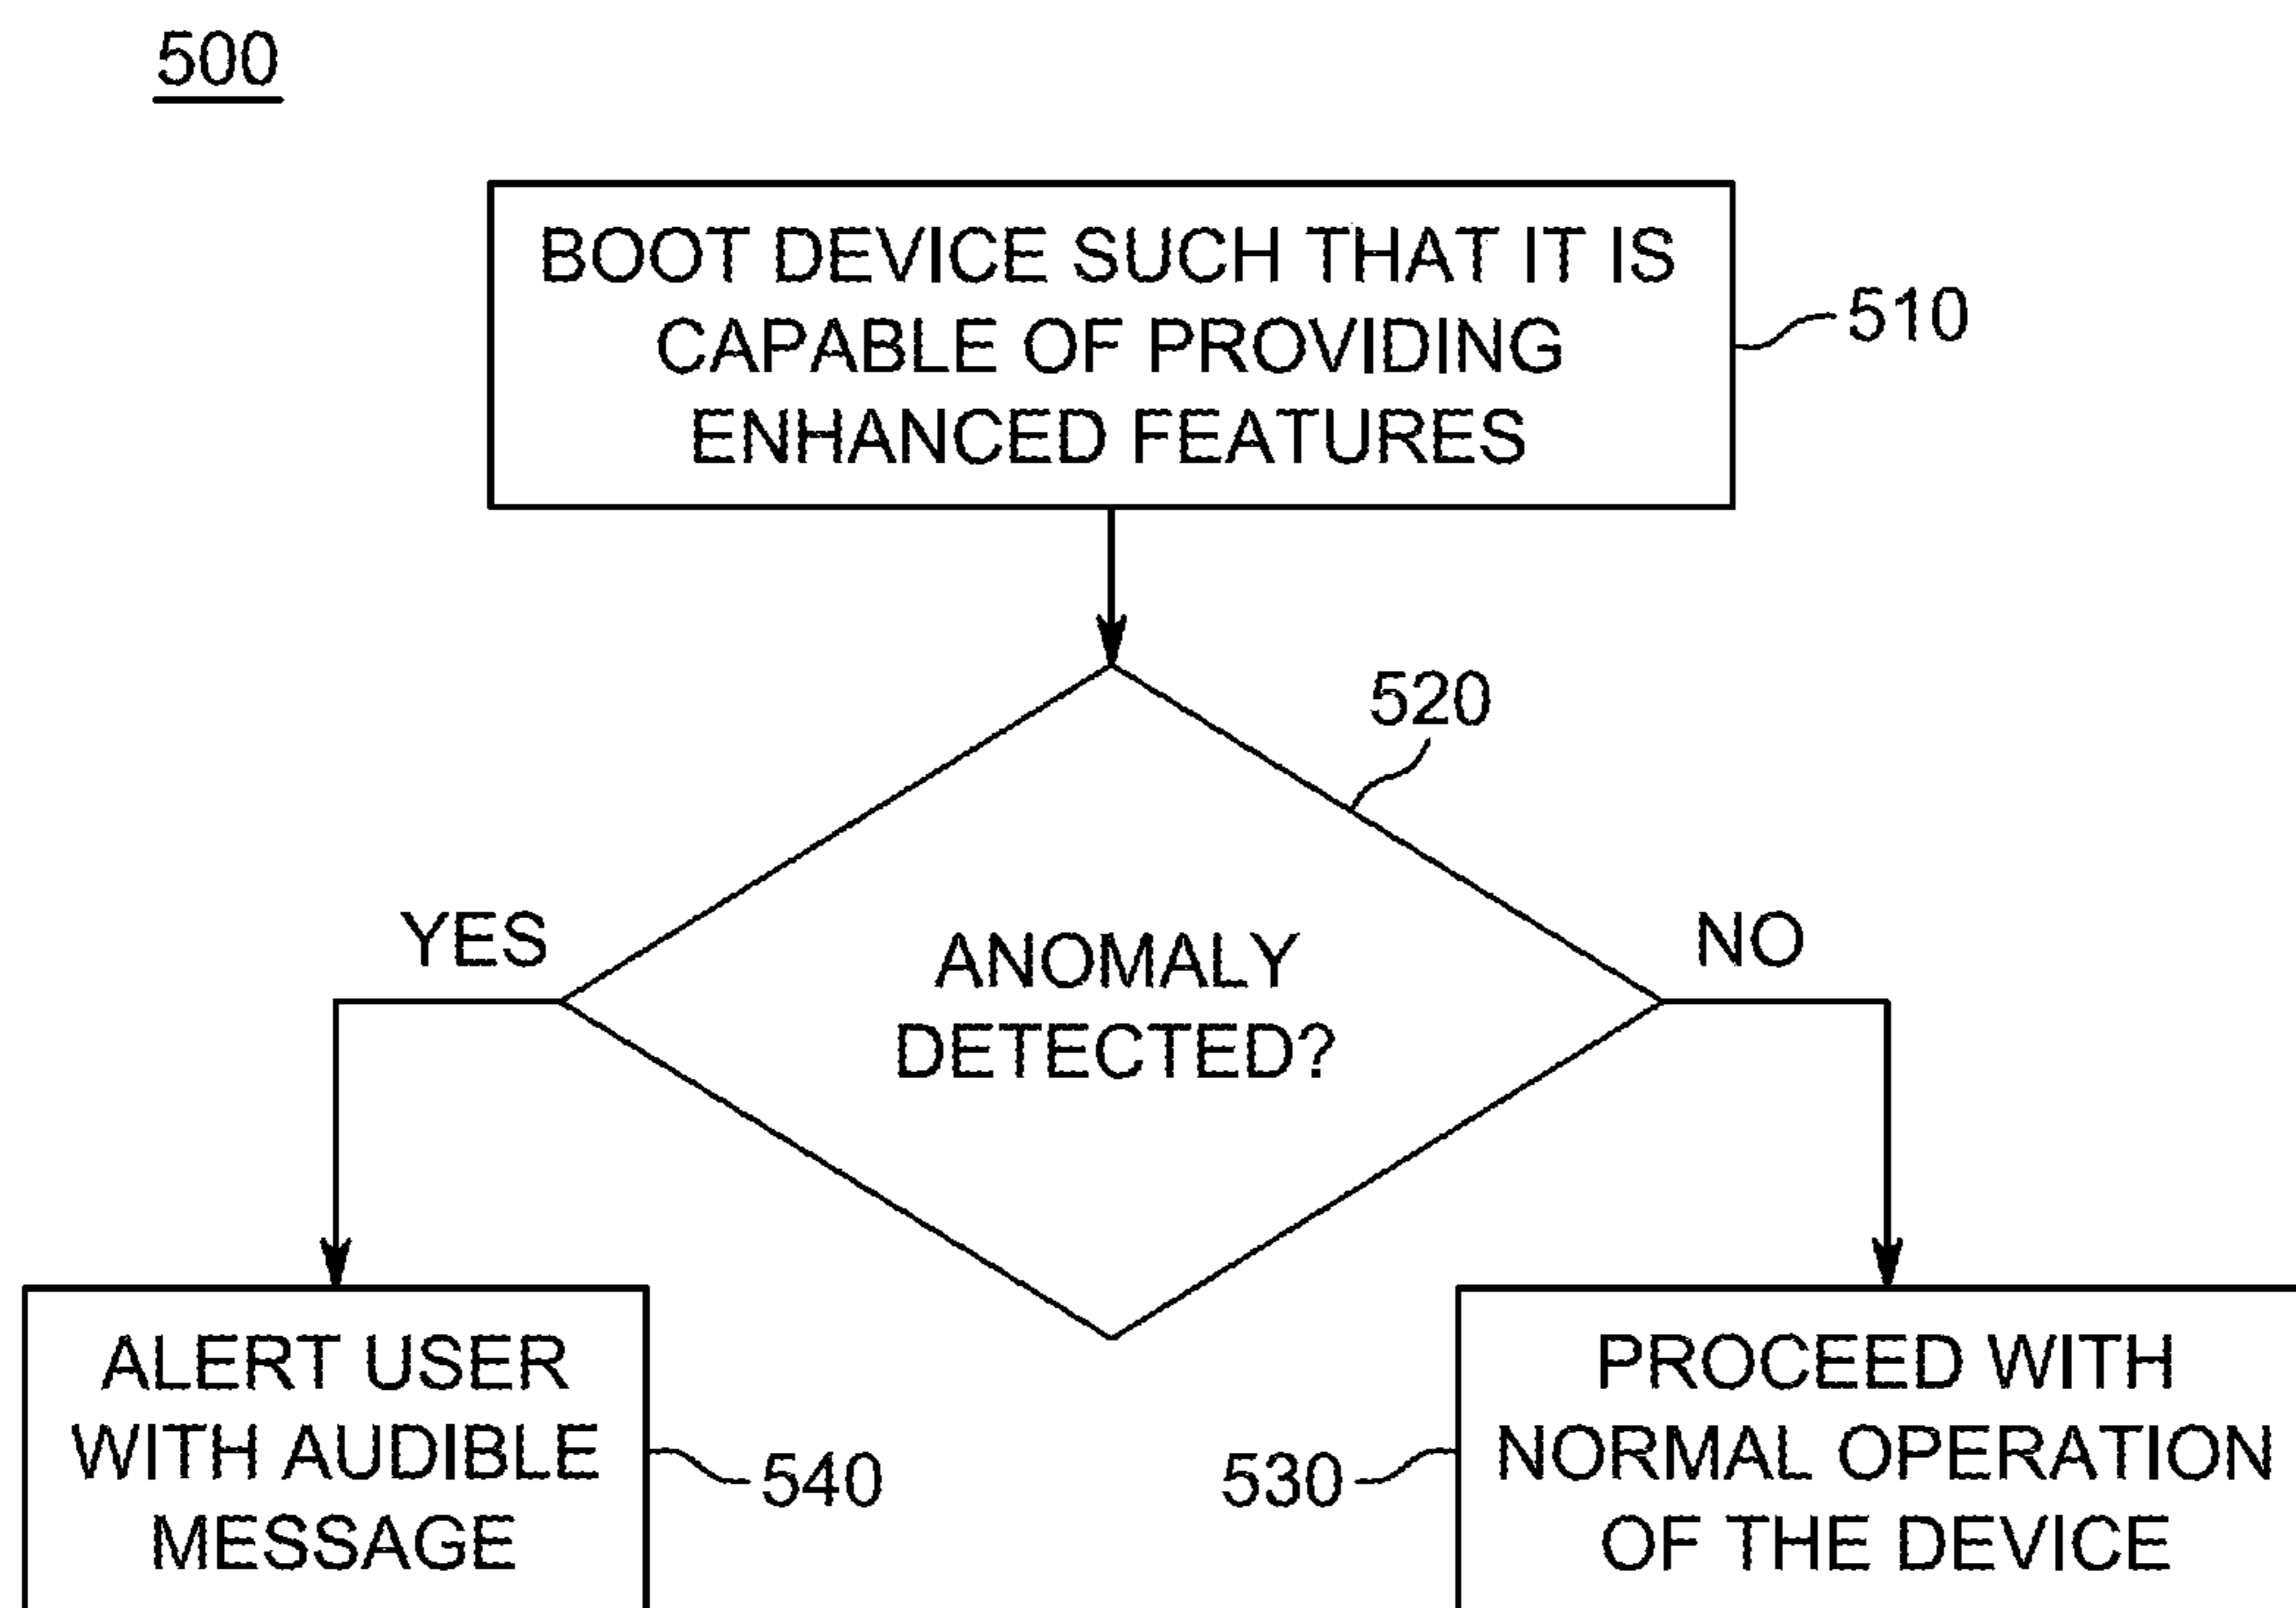 500
BOOT DEVICE SUCH THAT IT IS
CAPABLE OF PROVIDING
ENHANCED FEATURES
510
520
YES
ANOMALY
DETECTED?
NO
ALERT USER
WITH AUDIBLE
MESSAGE
540
530
PROCEED WITH
NORMAL OPERATION
OF THE DEVICE